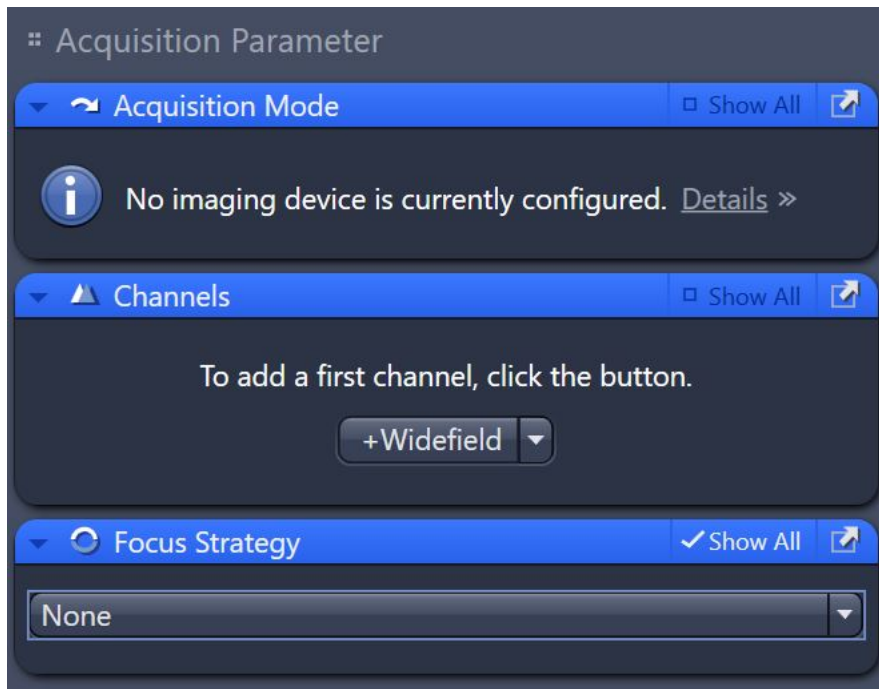 Acquisition Parameter
Acquisition Mode Show All
No imaging device is currently configured. Details »
Channels Show All
To add a first channel, click the button.
+Widefield
Focus Strategy Show All
None